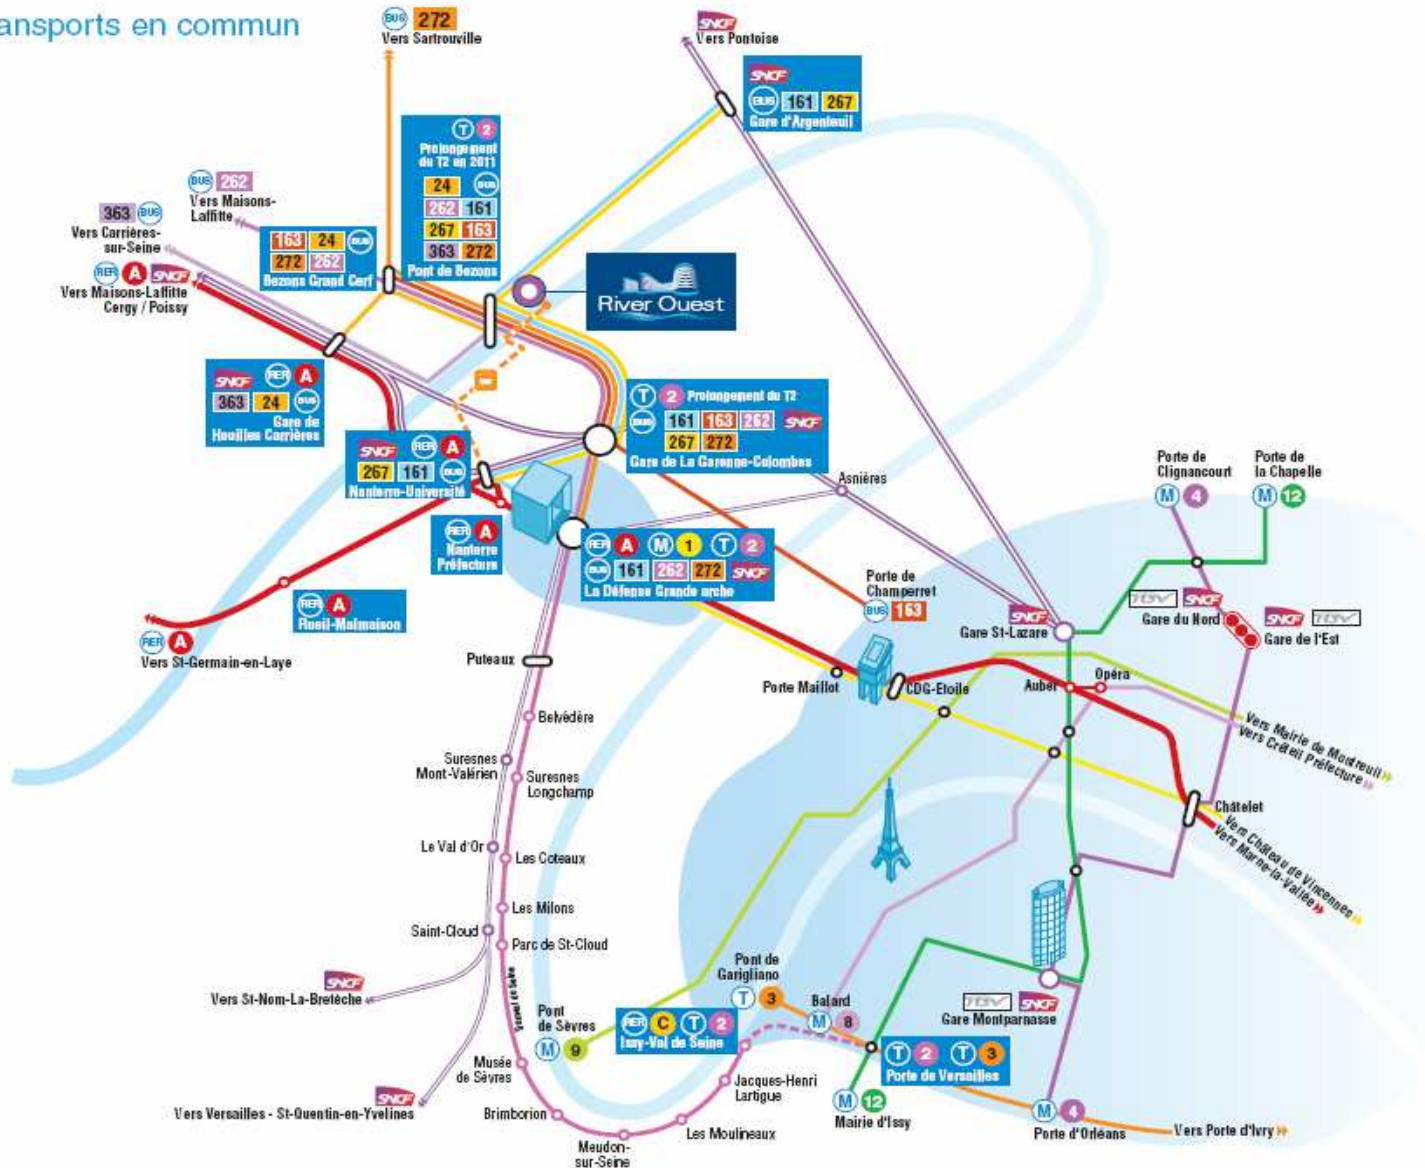 ansports en commun
BUS 272
Vers Sartrouville
SNCF
Vers Pontoise
SNCF
BUS 161 267
Gare d'Argenteuil
T 2
Prolongement
du T2 en 2011
24 BUS
262 161
267 163
363 272
Pont de Bezons
BUS 262
Vers Maisons-
Laffitte
363 BUS
Vers Carrières-
sur-Seine
RER A SNCF
Vers Maisons-Laffitte
Cergy / Poissy
163 24 BUS
272 262
Bezons Grand Cerf
River Ouest
SNCF RER A
363 24 BUS
Gare de
Houilles Carrières
T 2 Prolongement du T2
BUS 161 163 262 SNCF
267 272
Gare de La Garenne-Colombes
SNCF RER A
267 161 BUS
Nanterre-Université
Asnières
Porte de
Clignancourt
M 4
Porte de
la Chapelle
M 12
RER A
Nanterre
Préfecture
RER A M 1 T 2
BUS 161 262 272 SNCF
La Défense Grande arche
Porte de
Champerret
BUS 163
RER A
Rueil-Malmaison
RER A
Vers St-Germain-en-Laye
SNCF
Gare St-Lazare
TGV SNCF
Gare du Nord
SNCF TGV
Gare de l'Est
Puteaux
Porte Maillot
CDG-Etoile
Auber
Opéra
Belvédère
Vers Mairie de Montreuil
Vers Créteil Préfecture
Suresnes
Mont-Valérien
Suresnes
Longchamp
Châtelet
Vers Château de Vincennes
Vers Marne-la-Vallée
Le Val d'Or
Les Coteaux
Les Milons
Saint-Cloud
Parc de St-Cloud
SNCF
Vers St-Nom-La-Bretèche
Pont de
Garigliano
T 3
Balard
M 8
TGV SNCF
Gare Montparnasse
Pont
de Sèvres
M 9
RER C T 2
Issy-Val de Seine
T 2 T 3
Porte de Versailles
Musée
de Sèvres
Jacques-Henri
Lartigue
SNCF
Vers Versailles - St-Quentin-en-Yvelines
Brimborion
Meudon-
sur-Seine
Les Moulineaux
M 12
Mairie d'Issy
M 4
Porte d'Orléans
Vers Porte d'Ivry